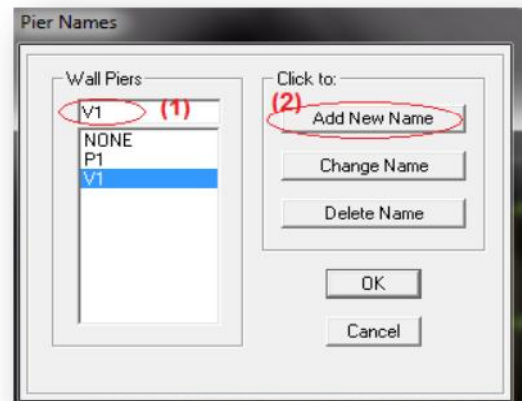 Pier Names
Wall Piers
V1
(1)
NONE
P1
V1
Click to:
(2)
Add New Name
Change Name
Delete Name
OK
Cancel